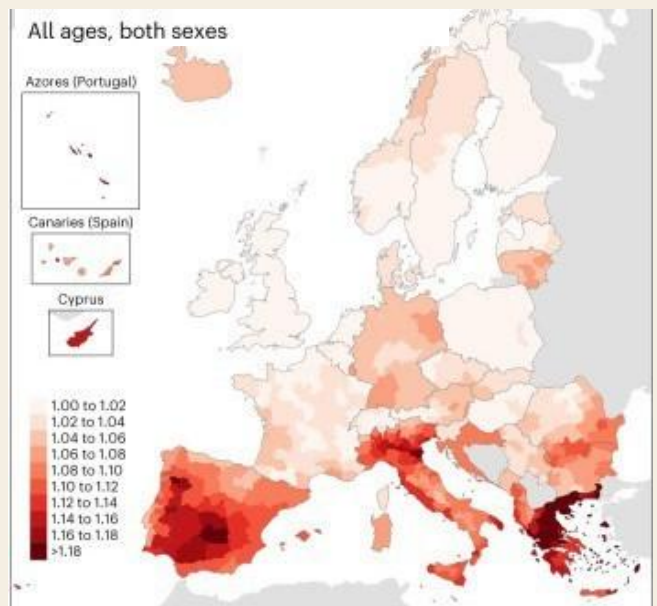 All ages, both sexes
Azores (Portugal)
Canaries (Spain)
Cyprus
1.00 to 1.02
1.02 to 1.04
1.04 to 1.06
1.06 to 1.08
1.08 to 1.10
1.10 to 1.12
1.12 to 1.14
1.14 to 1.16
1.16 to 1.18
>1.18